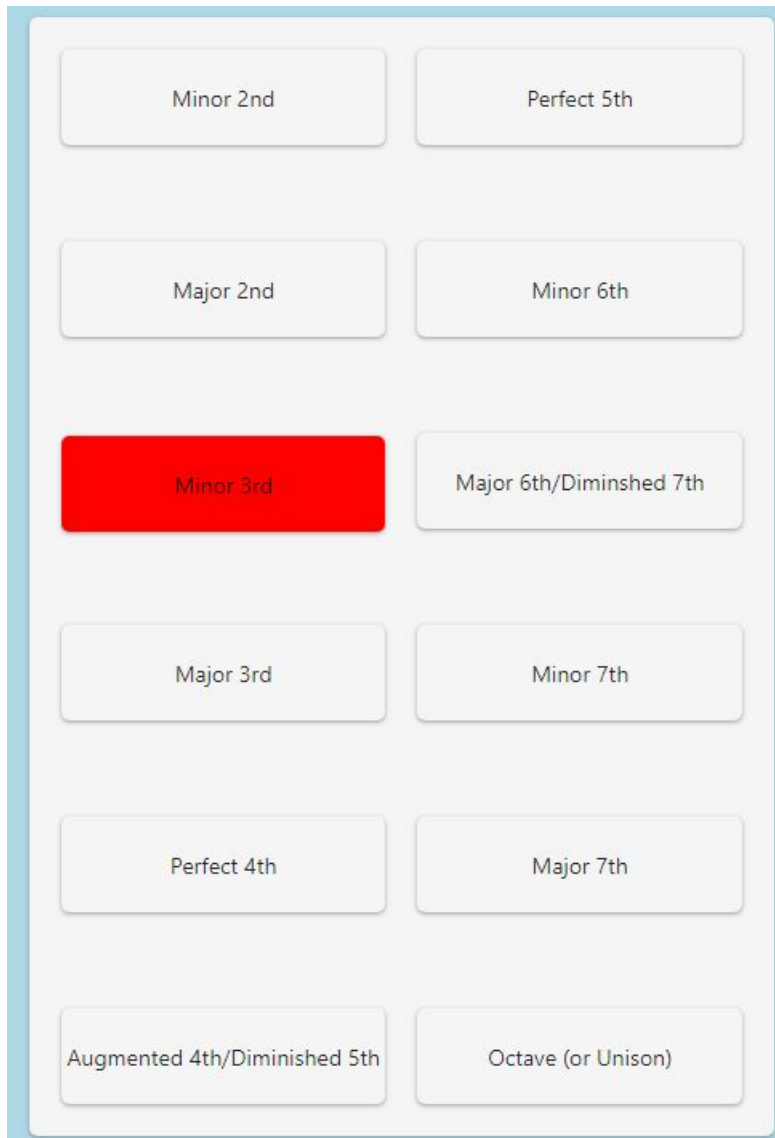 Minor 2nd
Perfect 5th
Major 2nd
Minor 6th
Minor 3rd
Major 6th/Diminshed 7th
Major 3rd
Minor 7th
Perfect 4th
Major 7th
Augmented 4th/Diminished 5th
Octave (or Unison)